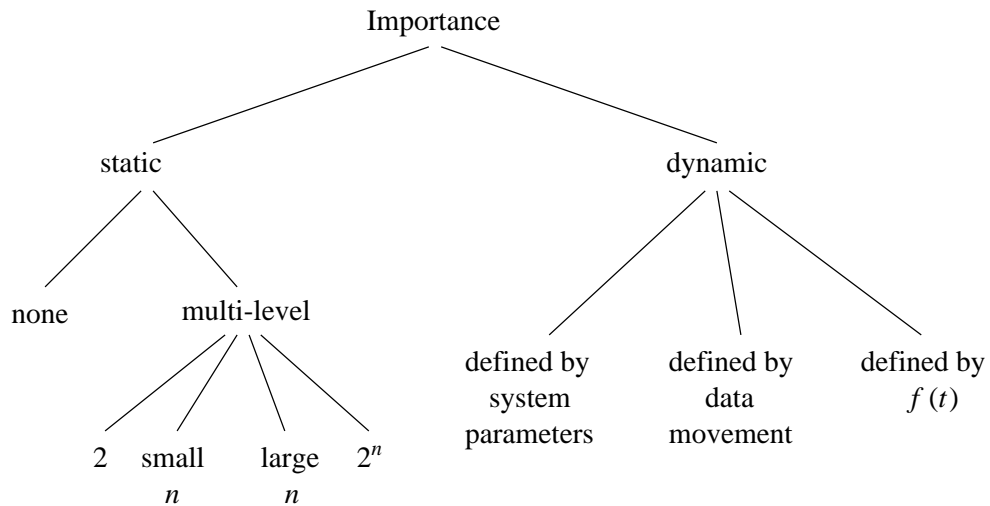 Importance
static
dynamic
none
multi-level
defined by
system
parameters
defined by
data
movement
defined by
f (t)
2
small
n
large
n
2ⁿ